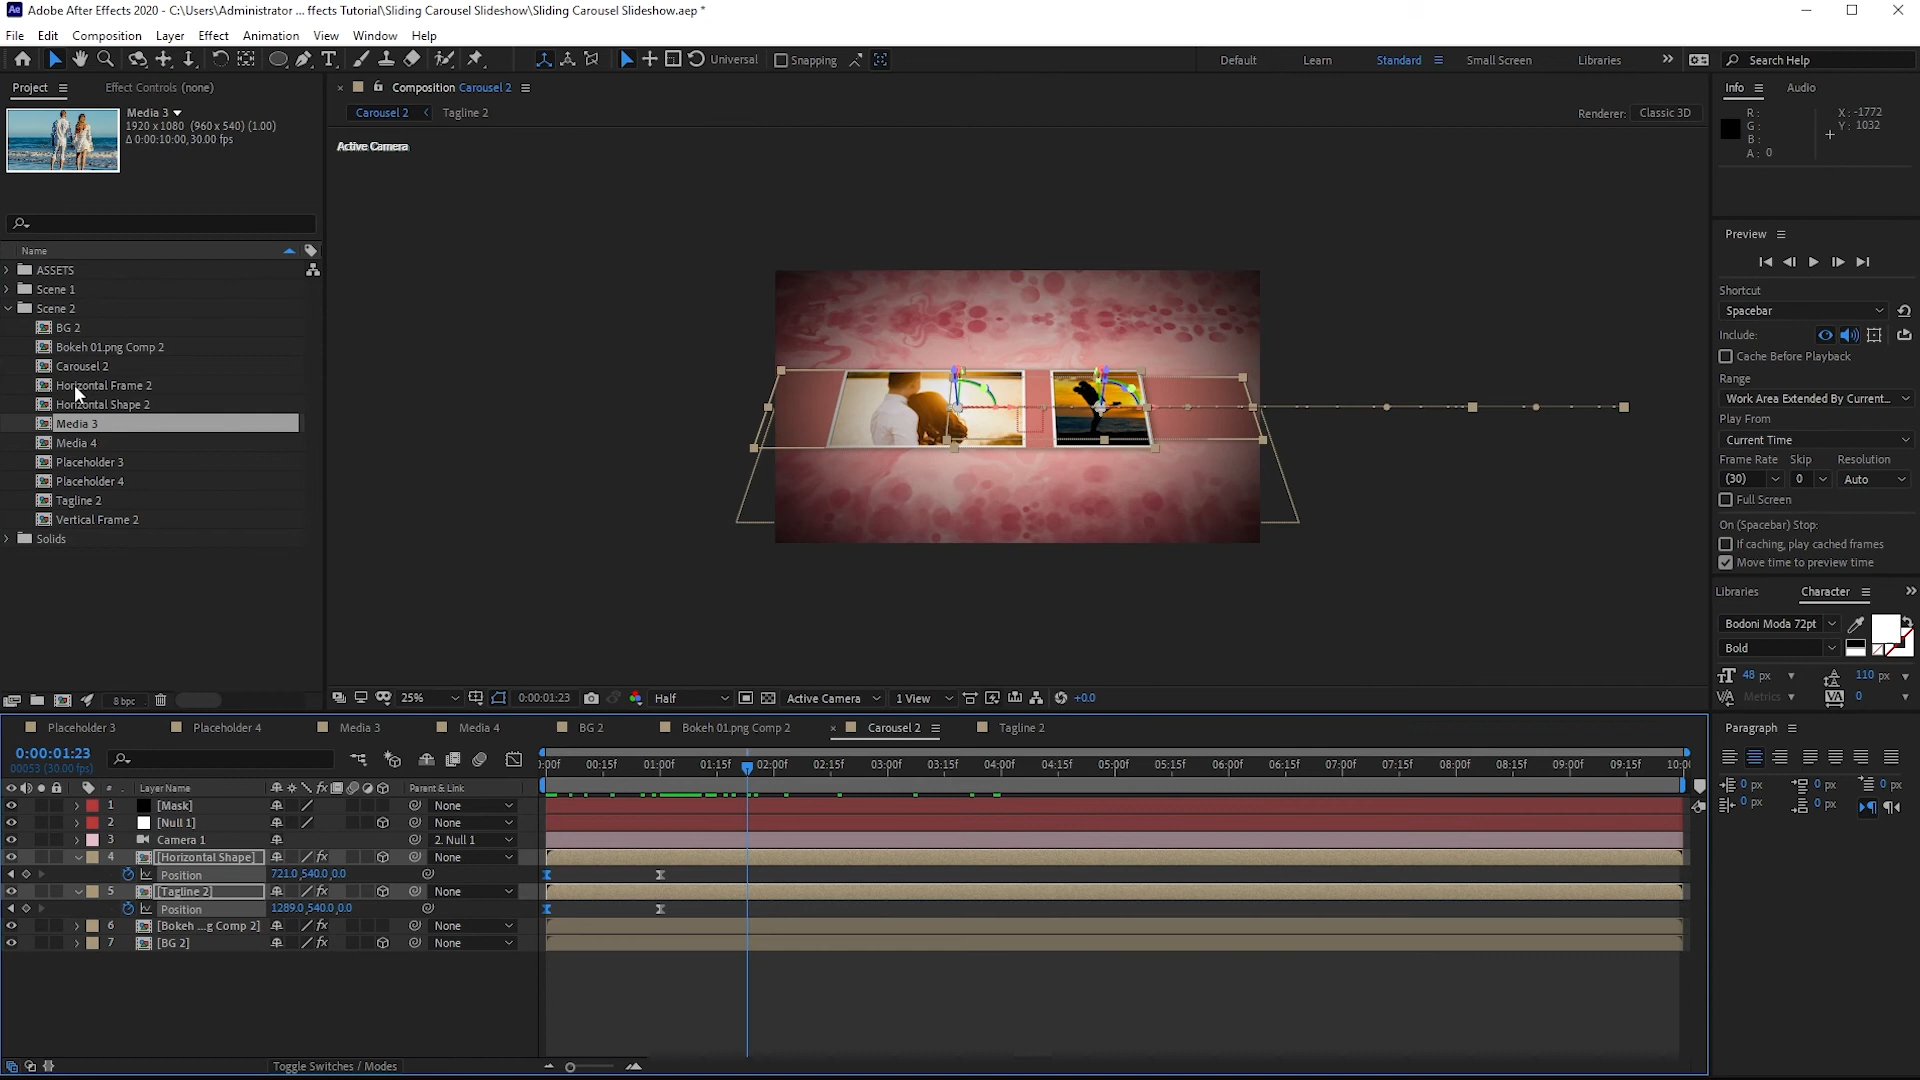 Adobe After Effects 2020 - C:\Users\Administrator ... ffects Tutorial\Sliding Carousel Slideshow\Sliding Carousel Slideshow.aep *
File Edit Composition Layer Effect Animation View Window Help
Universal Snapping Default Learn Standard Small Screen Libraries Search Help
Project Effect Controls (none)
Media 3
1920 x 1080 (960 x 540) (1.00)
Δ 0:00:10:00, 30.00 fps
Name
ASSETS
Scene 1
Scene 2
BG 2
Bokeh 01.png Comp 2
Carousel 2
Horizontal Frame 2
Horizontal Shape 2
Media 3
Media 4
Placeholder 3
Placeholder 4
Tagline 2
Vertical Frame 2
Solids
8 bpc
Composition Carousel 2
Carousel 2 Tagline 2
Renderer: Classic 3D
Active Camera
25% 0:00:01:23 Half Active Camera 1 View +0.0
Info Audio
R: X: -1772
G: Y: 1032
B:
A: 0
Preview
Shortcut
Spacebar
Include:
Cache Before Playback
Range
Work Area Extended By Current...
Play From
Current Time
Frame Rate Skip Resolution
(30) 0 Auto
Full Screen
On (Spacebar) Stop:
If caching, play cached frames
Move time to preview time
Libraries Character
Bodoni Moda 72pt
Bold
48 px 110 px
Metrics 0
Paragraph
0 px 0 px 0 px
0 px 0 px
Placeholder 3 Placeholder 4 Media 3 Media 4 BG 2 Bokeh 01.png Comp 2 Carousel 2 Tagline 2
0:00:01:23
00053 (30.00 fps)
:00f 00:15f 01:00f 01:15f 02:00f 02:15f 03:00f 03:15f 04:00f 04:15f 05:00f 05:15f 06:00f 06:15f 07:00f 07:15f 08:00f 08:15f 09:00f 09:15f 10:00
# Layer Name Parent & Link
1 [Mask] None
2 [Null 1] None
3 Camera 1 2. Null 1
4 [Horizontal Shape] None
Position 721.0,540.0,0.0
5 [Tagline 2] None
Position 1289.0,540.0,0.0
6 [Bokeh ...g Comp 2] None
7 [BG 2] None
Toggle Switches / Modes